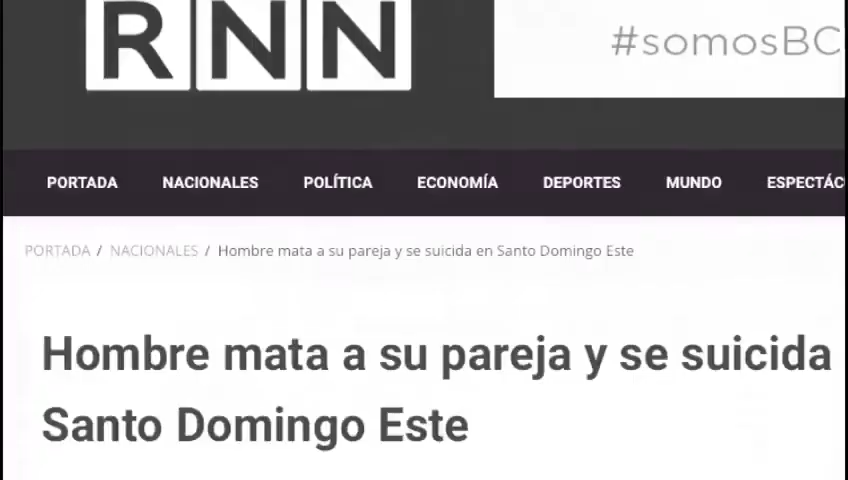 RNN
#somosBC
PORTADA NACIONALES POLÍTICA ECONOMÍA DEPORTES MUNDO ESPECTÁC
PORTADA / NACIONALES / Hombre mata a su pareja y se suicida en Santo Domingo Este
Hombre mata a su pareja y se suicida
Santo Domingo Este